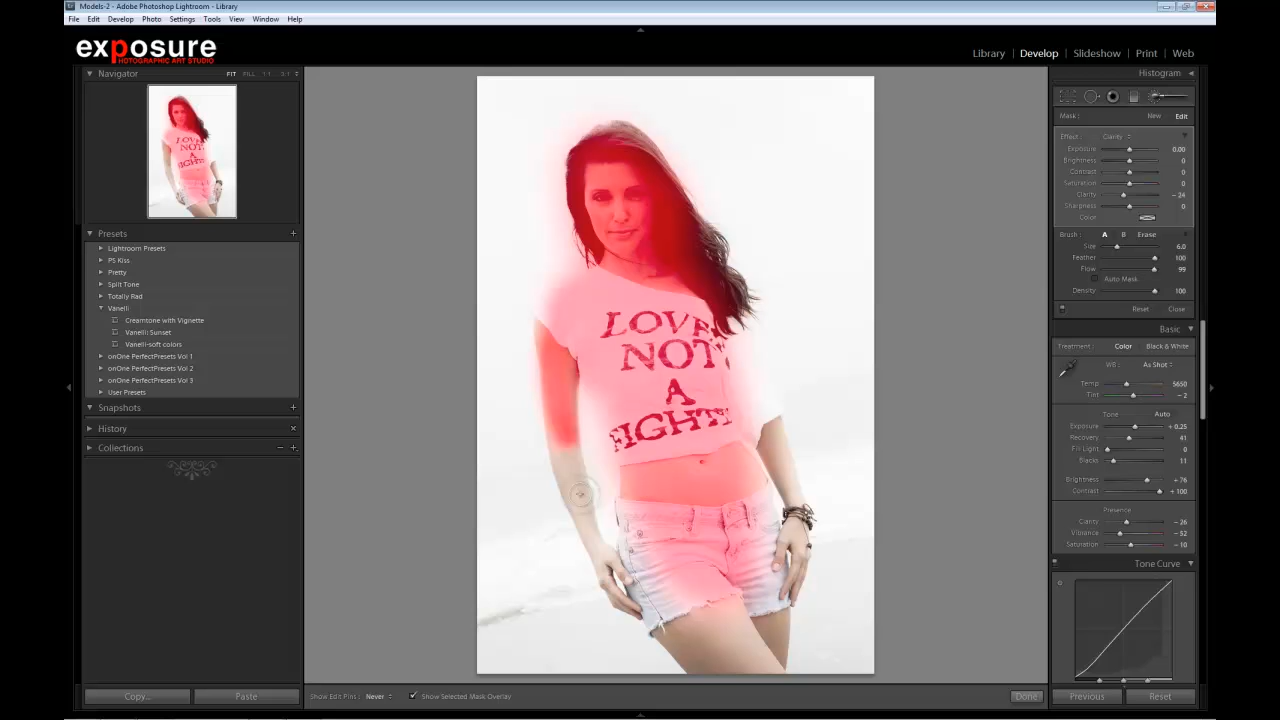 Models-2 - Adobe Photoshop Lightroom - Library
File Edit Develop Photo Settings Tools View Window Help
exposure
PHOTOGRAPHIC ART STUDIO
Library Develop Slideshow Print Web
Navigator FIT FILL 1:1 3:1
Presets
Lightroom Presets
PS Kiss
Pretty
Split Tone
Totally Rad
Vanelli
Creamtone with Vignette
Vanelli: Sunset
Vanelli-soft colors
onOne PerfectPresets Vol 1
onOne PerfectPresets Vol 2
onOne PerfectPresets Vol 3
User Presets
Snapshots
History
Collections
Copy... Paste
LOVE
NOT
A
FIGHT
Show Edit Pins: Never Show Selected Mask Overlay Done
Histogram
Mask: New Edit
Effect: Clarity
Exposure 0.00
Brightness 0
Contrast 0
Saturation 0
Clarity - 24
Sharpness 0
Color
Brush: A B Erase
Size 6.0
Feather 100
Flow 99
Auto Mask
Density 100
Reset Close
Basic
Treatment: Color Black & White
WB: As Shot
Temp 5650
Tint - 2
Tone Auto
Exposure + 0.25
Recovery 41
Fill Light 0
Blacks 11
Brightness + 76
Contrast + 100
Presence
Clarity - 26
Vibrance - 52
Saturation - 10
Tone Curve
Previous Reset